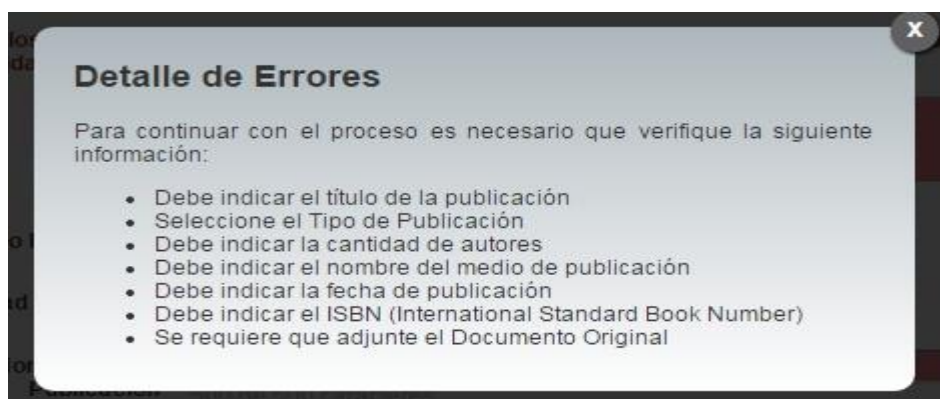 x
Detalle de Errores
Para continuar con el proceso es necesario que verifique la siguiente
información:
• Debe indicar el título de la publicación
• Seleccione el Tipo de Publicación
• Debe indicar la cantidad de autores
• Debe indicar el nombre del medio de publicación
• Debe indicar la fecha de publicación
• Debe indicar el ISBN (International Standard Book Number)
• Se requiere que adjunte el Documento Original